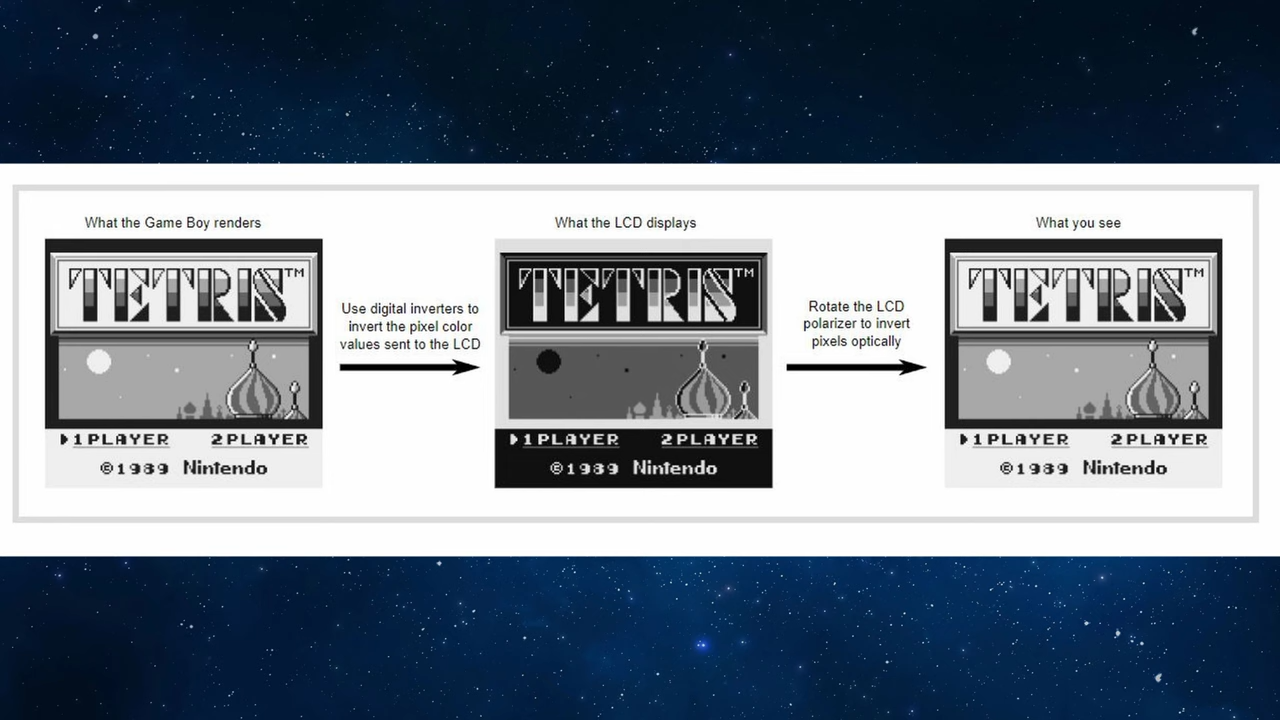 What the Game Boy renders
What the LCD displays
What you see
TETRIS™
1PLAYER 2PLAYER
©1989 Nintendo
Use digital inverters to
invert the pixel color
values sent to the LCD
TETRIS™
1PLAYER 2PLAYER
©1989 Nintendo
Rotate the LCD
polarizer to invert
pixels optically
TETRIS™
1PLAYER 2PLAYER
©1989 Nintendo